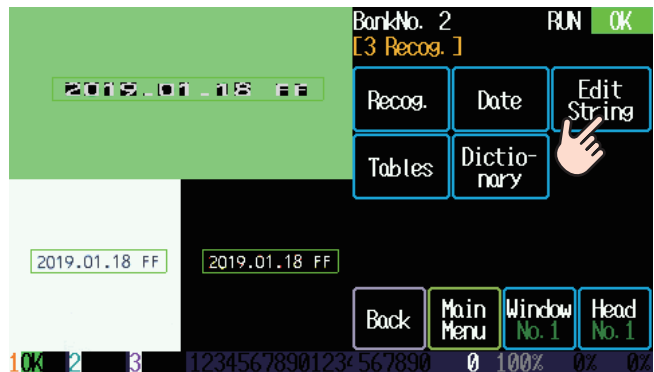 BankNo. 2 RUN OK
[3 Recog. ]
2019.01.18 FF
Recog. Date Edit String
Tables Dictio-nary
2019.01.18 FF 2019.01.18 FF
Back Main Menu Window No.1 Head No.1
1OK 2 3 12345678901234567890 0 100% 0% 0%